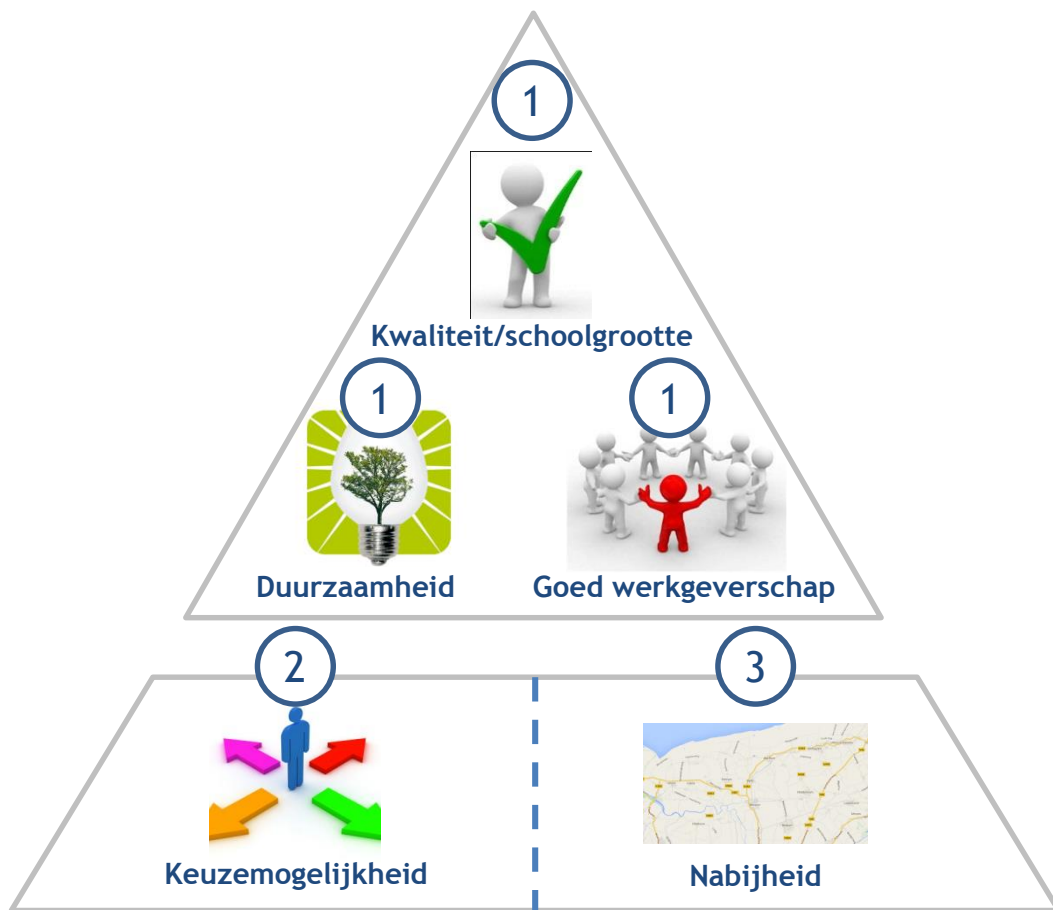 1
Kwaliteit/schoolgrootte
1
1
Duurzaamheid
Goed werkgeverschap
2
3
Keuzemogelijkheid
Nabijheid